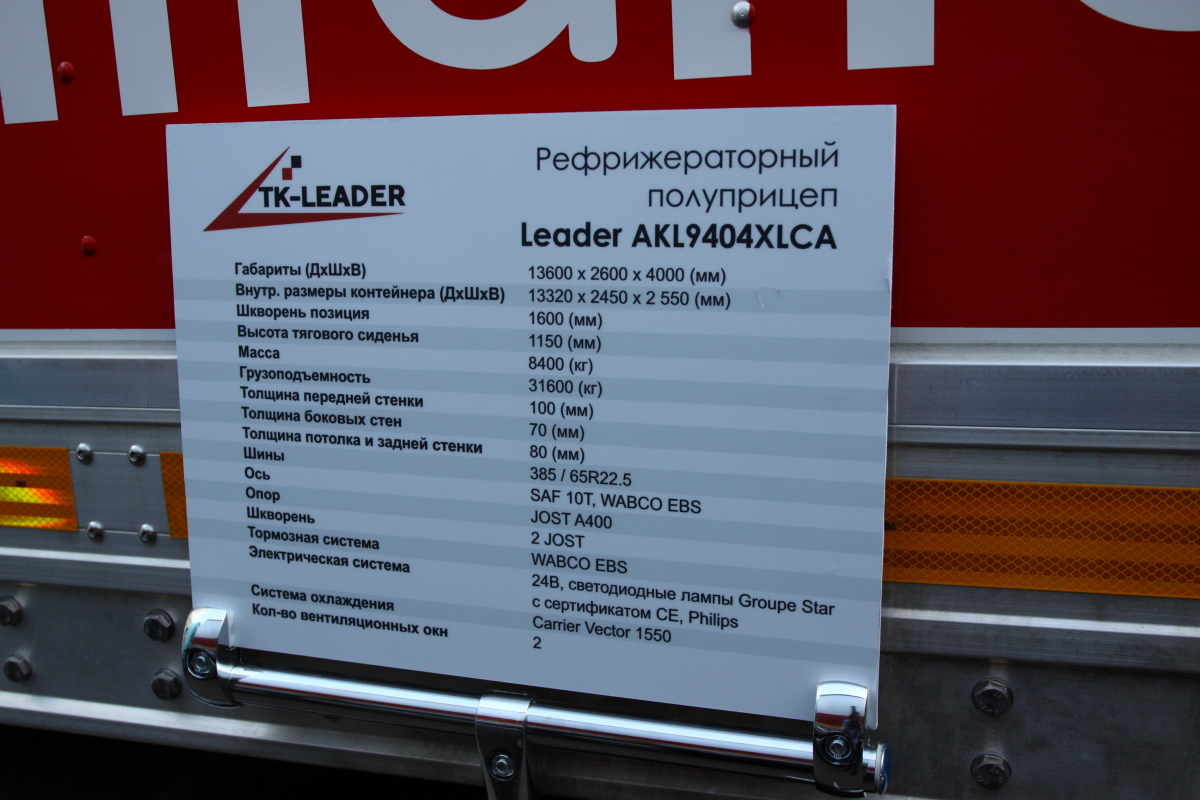 TK-LEADER
Рефрижераторный
полуприцеп
Leader AKL9404XLCA
Габариты (ДхШхВ) 13600 x 2600 x 4000 (мм)
Внутр. размеры контейнера (ДхШхВ) 13320 x 2450 x 2 550 (мм)
Шкворень позиция 1600 (мм)
Высота тягового сиденья 1150 (мм)
Масса 8400 (кг)
Грузоподъемность 31600 (кг)
Толщина передней стенки 100 (мм)
Толщина боковых стен 70 (мм)
Толщина потолка и задней стенки 80 (мм)
Шины 385 / 65R22.5
Ось SAF 10T, WABCO EBS
Опор JOST A400
Шкворень 2 JOST
Тормозная система WABCO EBS
Электрическая система 24В, светодиодные лампы Groupe Star
с сертификатом CE, Philips
Система охлаждения Carrier Vector 1550
Кол-во вентиляционных окн 2